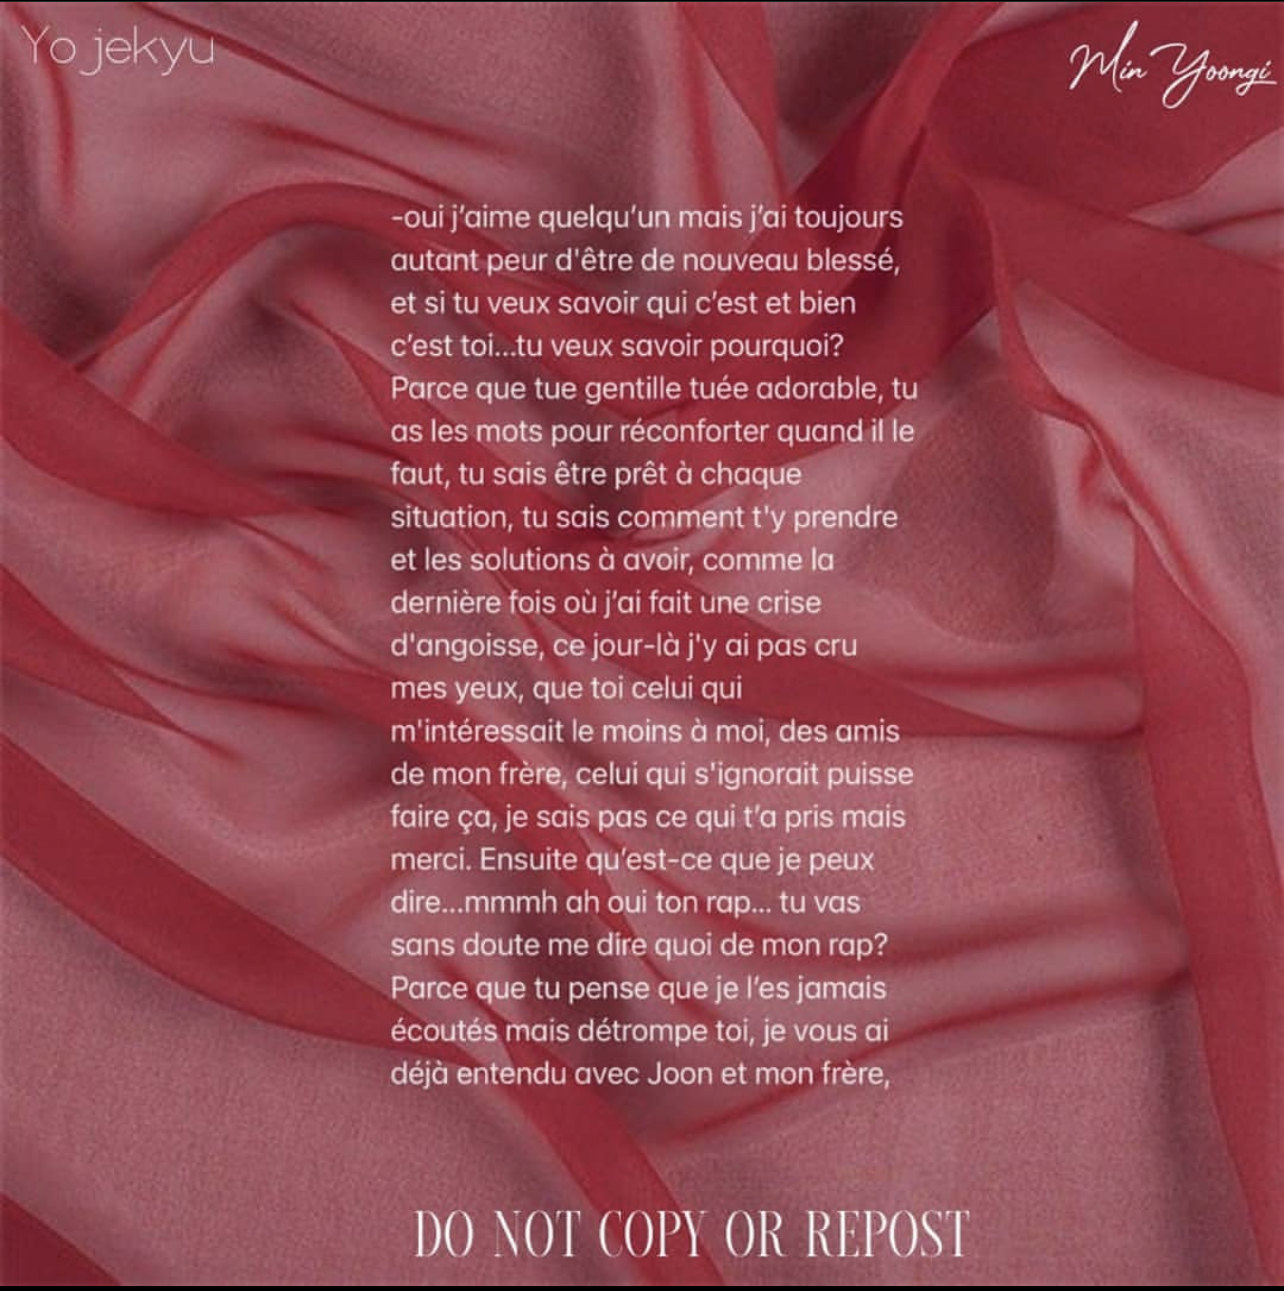 Yo jekyu
Min Yoongi
-oui j’aime quelqu’un mais j’ai toujours
autant peur d'être de nouveau blessé,
et si tu veux savoir qui c’est et bien
c’est toi...tu veux savoir pourquoi?
Parce que tue gentille tuée adorable, tu
as les mots pour réconforter quand il le
faut, tu sais être prêt à chaque
situation, tu sais comment t'y prendre
et les solutions à avoir, comme la
dernière fois où j’ai fait une crise
d'angoisse, ce jour-là j'y ai pas cru
mes yeux, que toi celui qui
m'intéressait le moins à moi, des amis
de mon frère, celui qui s'ignorait puisse
faire ça, je sais pas ce qui t’a pris mais
merci. Ensuite qu’est-ce que je peux
dire...mmmh ah oui ton rap... tu vas
sans doute me dire quoi de mon rap?
Parce que tu pense que je l’es jamais
écoutés mais détrompe toi, je vous ai
déjà entendu avec Joon et mon frère,
DO NOT COPY OR REPOST